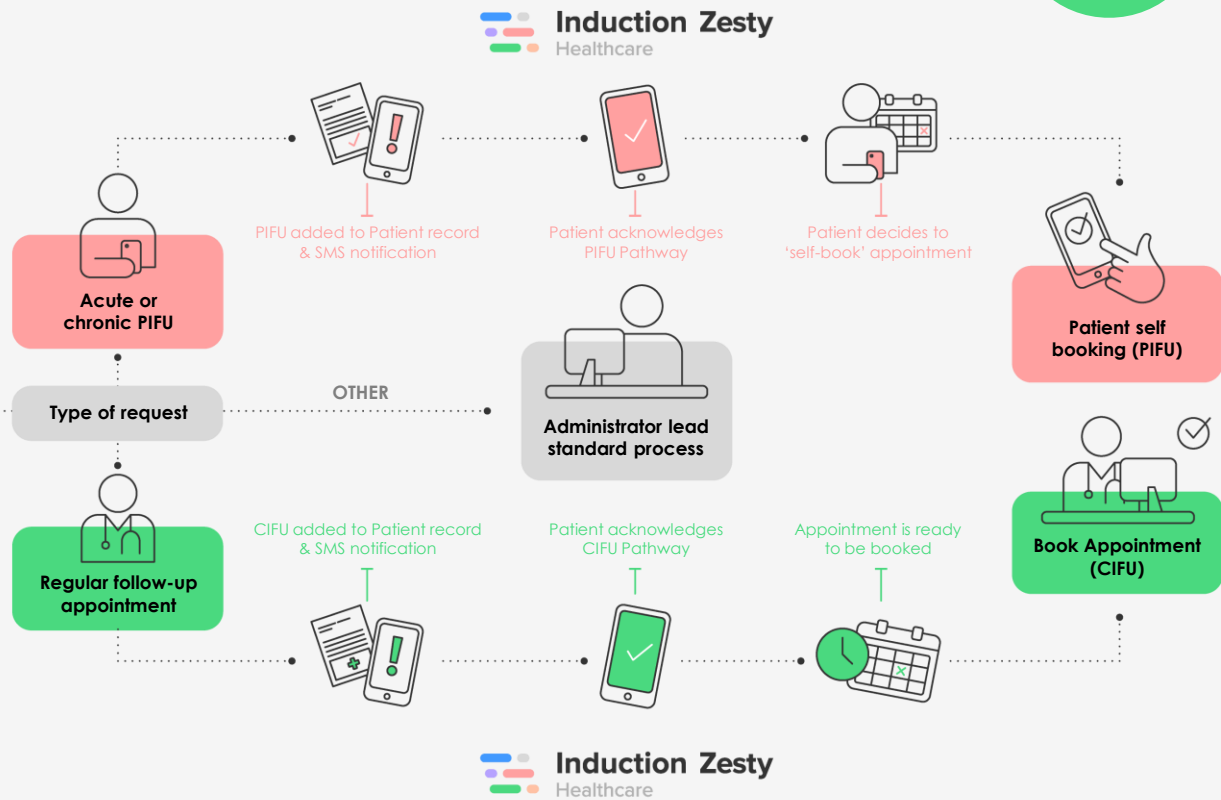 Induction Zesty
Healthcare
PIFU added to Patient record
& SMS notification
Patient acknowledges
PIFU Pathway
Patient decides to
‘self-book’ appointment
Acute or
chronic PIFU
Patient self
booking (PIFU)
Type of request
OTHER
Administrator lead
standard process
CIFU added to Patient record
& SMS notification
Patient acknowledges
CIFU Pathway
Appointment is ready
to be booked
Book Appointment
(CIFU)
Regular follow-up
appointment
Induction Zesty
Healthcare